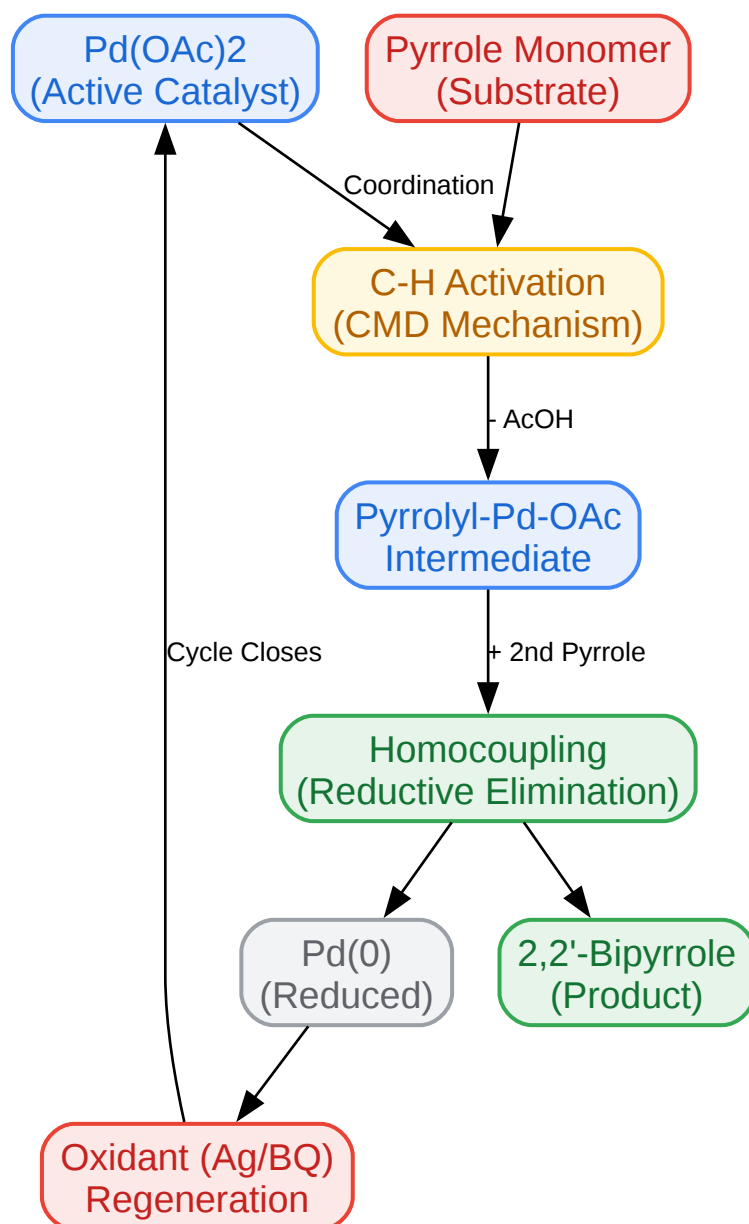 Pd(OAc)2
(Active Catalyst)
Pyrrole Monomer
(Substrate)
Coordination
C-H Activation
(CMD Mechanism)
- AcOH
Pyrrolyl-Pd-OAc
Intermediate
Cycle Closes
+ 2nd Pyrrole
Homocoupling
(Reductive Elimination)
Pd(0)
(Reduced)
2,2'-Bipyrrole
(Product)
Oxidant (Ag/BQ)
Regeneration